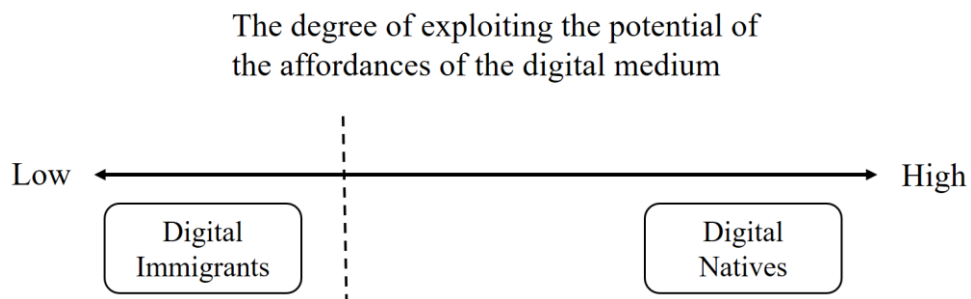 The degree of exploiting the potential of
the affordances of the digital medium
Low
High
Digital
Immigrants
Digital
Natives